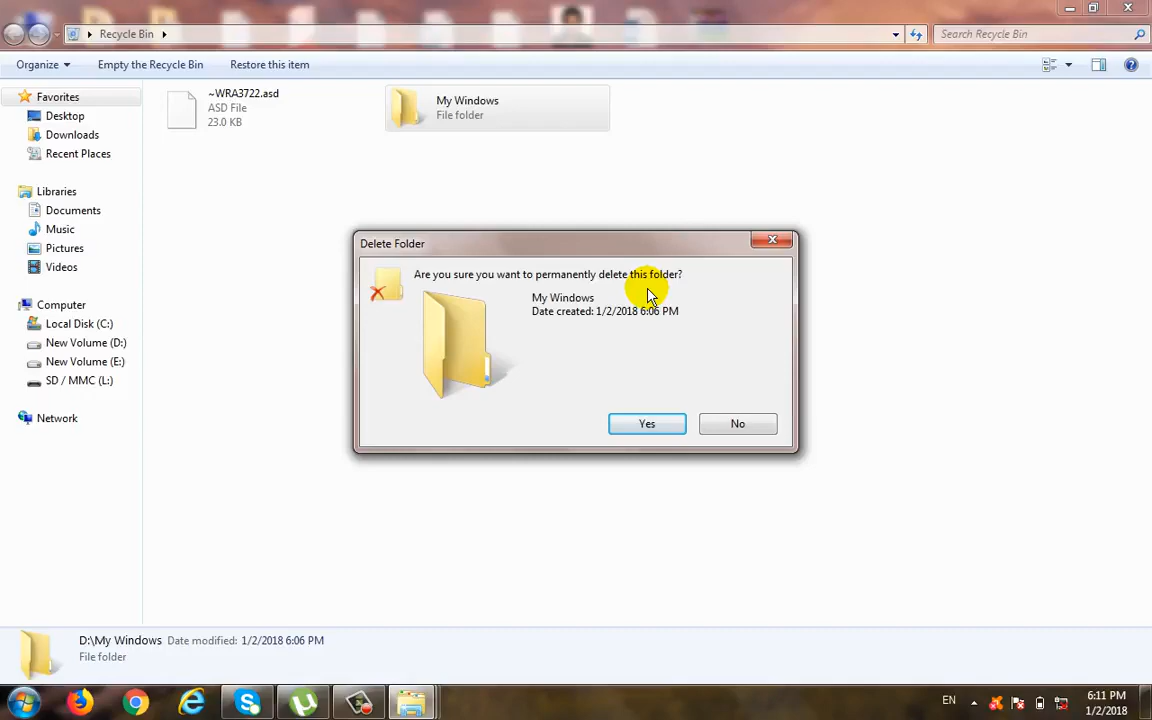 Recycle Bin
Search Recycle Bin
Organize
Empty the Recycle Bin
Restore this item
Favorites
Desktop
Downloads
Recent Places
Libraries
Documents
Music
Pictures
Videos
Computer
Local Disk (C:)
New Volume (D:)
New Volume (E:)
SD / MMC (L:)
Network
~WRA3722.asd
ASD File
23.0 KB
My Windows
File folder
Delete Folder
Are you sure you want to permanently delete this folder?
My Windows
Date created: 1/2/2018 6:06 PM
Yes
No
D:\My Windows Date modified: 1/2/2018 6:06 PM
File folder
EN
6:11 PM
1/2/2018